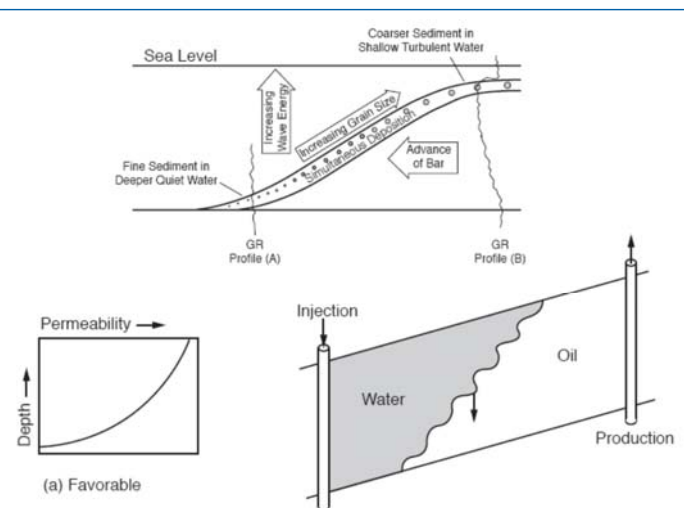 Coarser Sediment in
Shallow Turbulent Water
Sea Level
Increasing
Wave Energy
Increasing Grain Size
Simultaneous Deposition
Advance
of Bar
Fine Sediment in
Deeper Quiet Water
GR
Profile (A)
GR
Profile (B)
Permeability
Depth
(a) Favorable
Injection
Water
Oil
Production